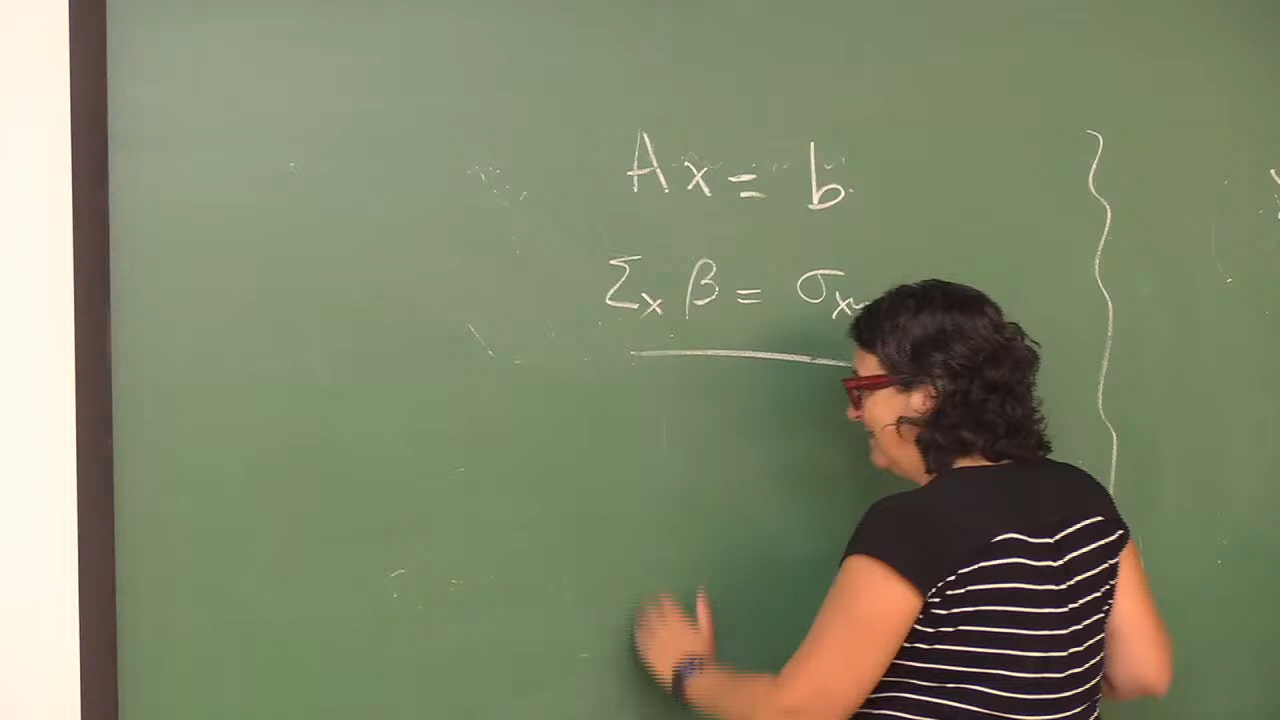 Ax = b
Σₓ β = σₓ